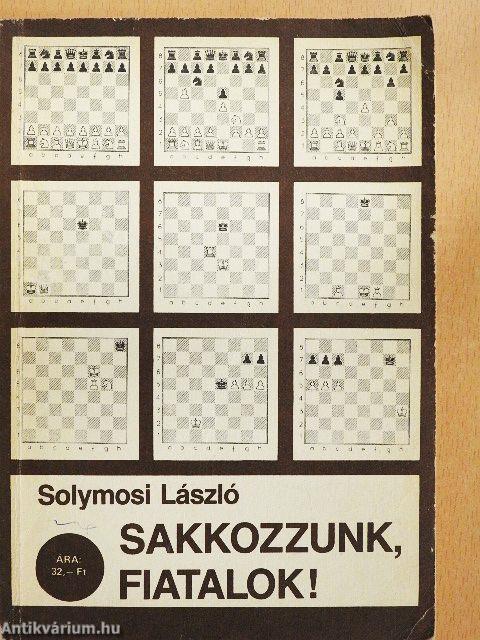 Solymosi László
SAKKOZZUNK,
FIATALOK!
ÁRA:
32,– Ft
Antikvárium.hu